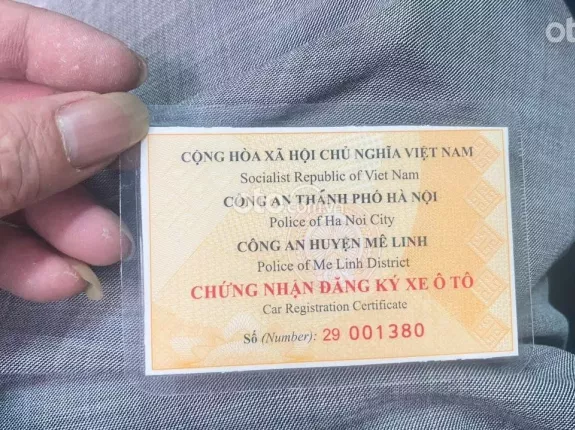 CỘNG HÒA XÃ HỘI CHỦ NGHĨA VIỆT NAM
Socialist Republic of Viet Nam
CÔNG AN THÀNH PHỐ HÀ NỘI
Police of Ha Noi City
CÔNG AN HUYỆN MÊ LINH
Police of Me Linh District
CHỨNG NHẬN ĐĂNG KÝ XE Ô TÔ
Car Registration Certificate
Số (Number): 29 001380